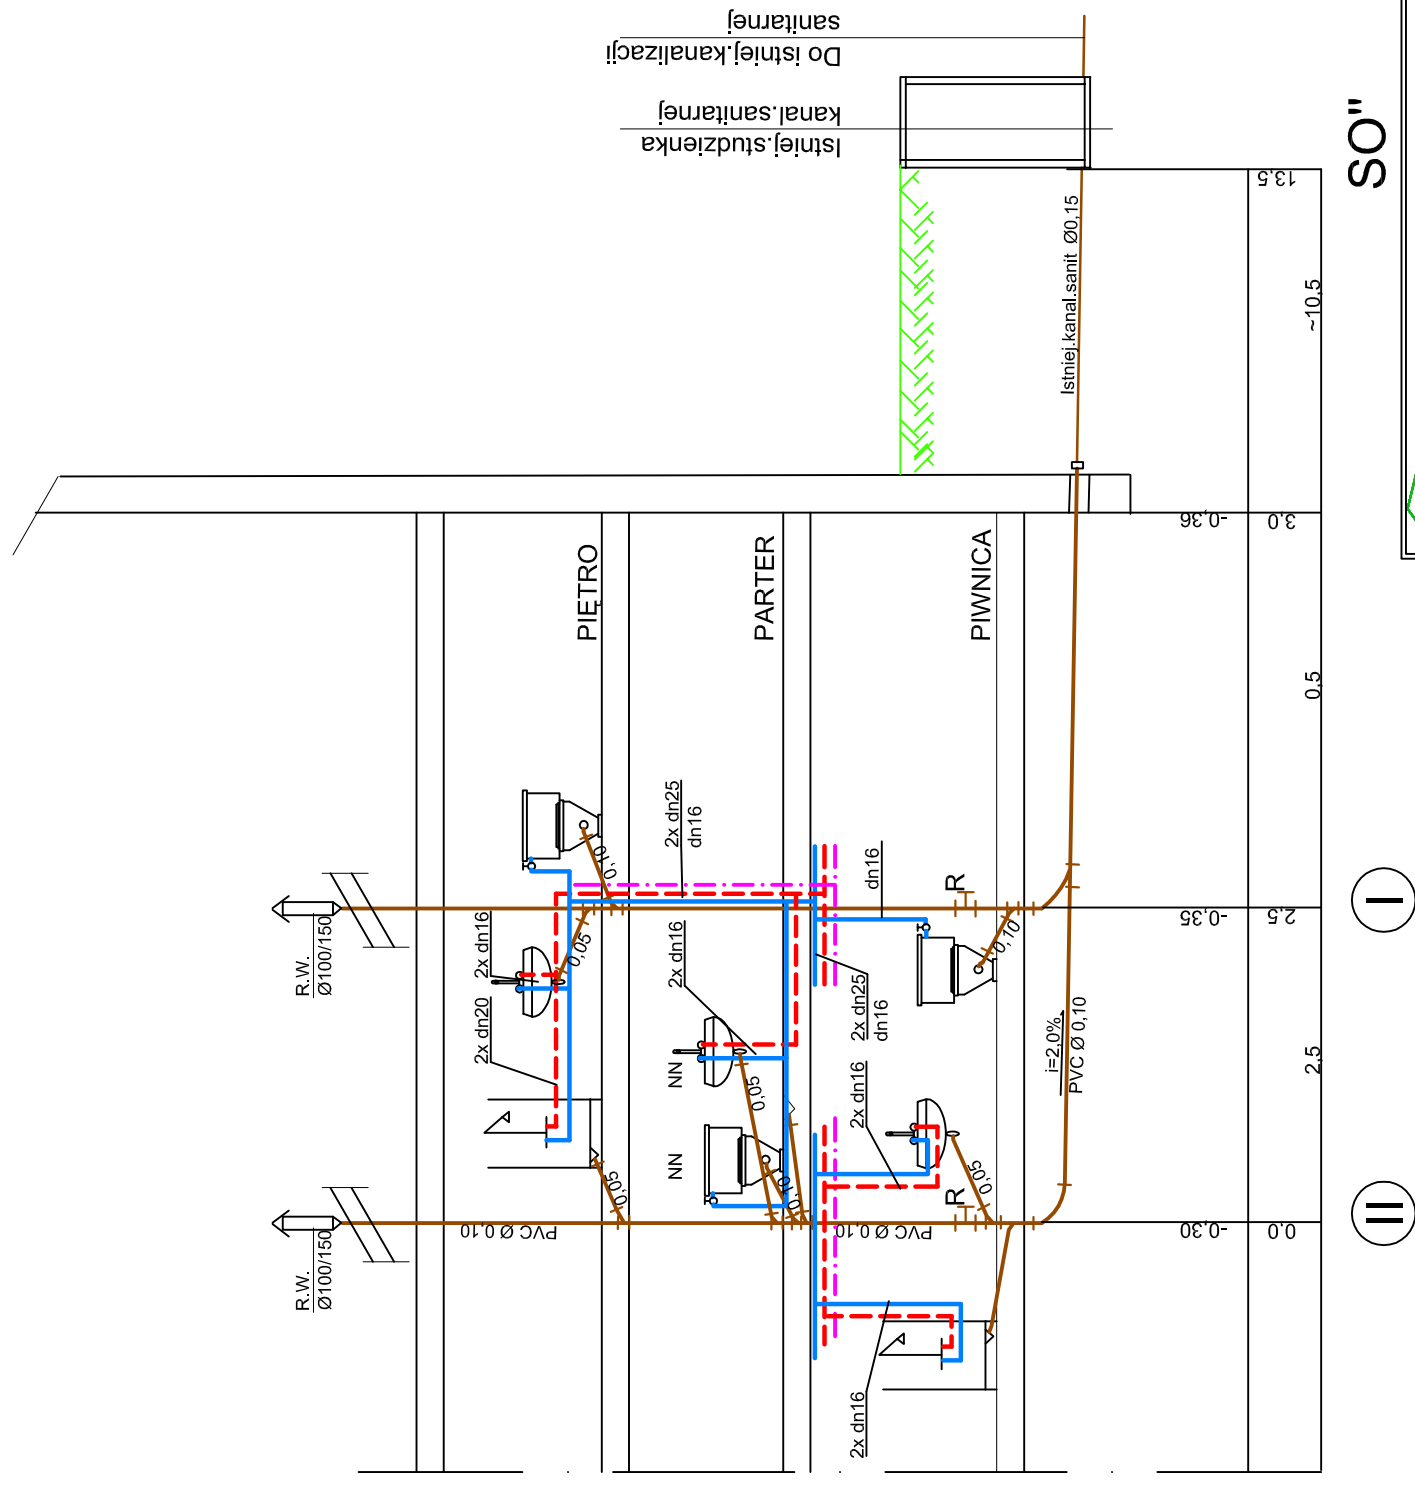 Do istniej.kanalizacji
sanitarnej
Istniej.studzienka
kanal.sanitarnej
SO"
13,5
Istniej.kanal.sanit Ø0,15
~10,5
-0,36
3,0
PIĘTRO
PARTER
PIWNICA
0,5
2x dn25
dn16
0,10
dn16
R
-0,35
2,5
I
R.W.
Ø100/150
2x dn16
0,05
2x dn16
0,10
2x dn20
2x dn25
dn16
NN
i=2,0%
PVC Ø 0,10
2,5
0,05
2x dn16
NN
0,10
0,05
0,05
R
PVC Ø 0,10
PVC Ø 0,10
-0,30
0,0
II
R.W.
Ø100/150
2x dn16